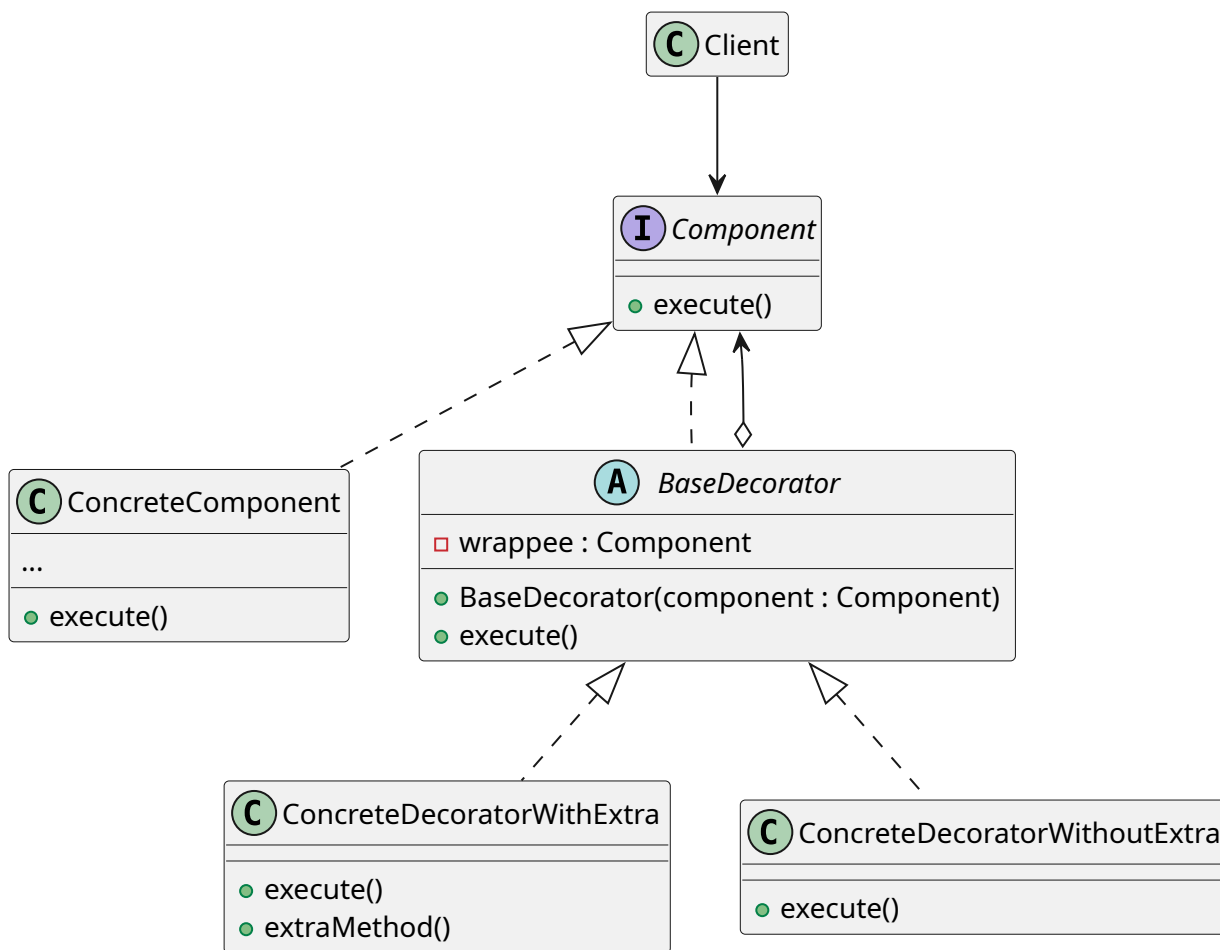 C Client
I Component
execute()
C ConcreteComponent
...
execute()
A BaseDecorator
wrappee : Component
BaseDecorator(component : Component)
execute()
C ConcreteDecoratorWithExtra
execute()
extraMethod()
C ConcreteDecoratorWithoutExtra
execute()